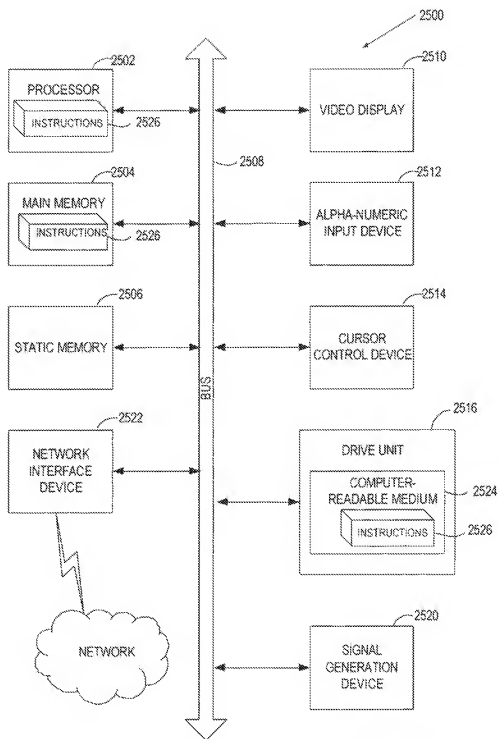 2500
2502
PROCESSOR
INSTRUCTIONS
2526
2504
MAIN MEMORY
INSTRUCTIONS
2526
2506
STATIC MEMORY
2522
NETWORK
INTERFACE
DEVICE
NETWORK
2508
BUS
2510
VIDEO DISPLAY
2512
ALPHA-NUMERIC
INPUT DEVICE
2514
CURSOR
CONTROL DEVICE
2516
DRIVE UNIT
COMPUTER-
READABLE MEDIUM
2524
INSTRUCTIONS
2526
2520
SIGNAL
GENERATION
DEVICE